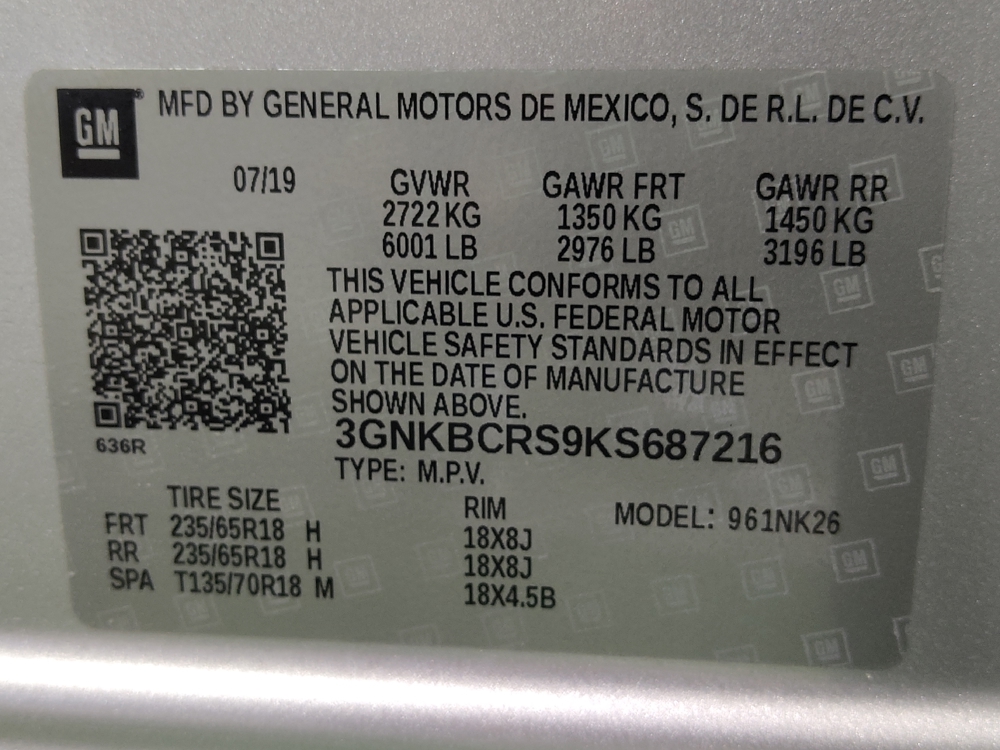 GM MFD BY GENERAL MOTORS DE MEXICO, S. DE R.L. DE C.V.
07/19 GVWR GAWR FRT GAWR RR
2722 KG 1350 KG 1450 KG
6001 LB 2976 LB 3196 LB
THIS VEHICLE CONFORMS TO ALL
APPLICABLE U.S. FEDERAL MOTOR
VEHICLE SAFETY STANDARDS IN EFFECT
ON THE DATE OF MANUFACTURE
SHOWN ABOVE.
3GNKBCRS9KS687216
636R
TYPE: M.P.V.
TIRE SIZE RIM MODEL: 961NK26
FRT 235/65R18 H 18X8J
RR 235/65R18 H 18X8J
SPA T135/70R18 M 18X4.5B